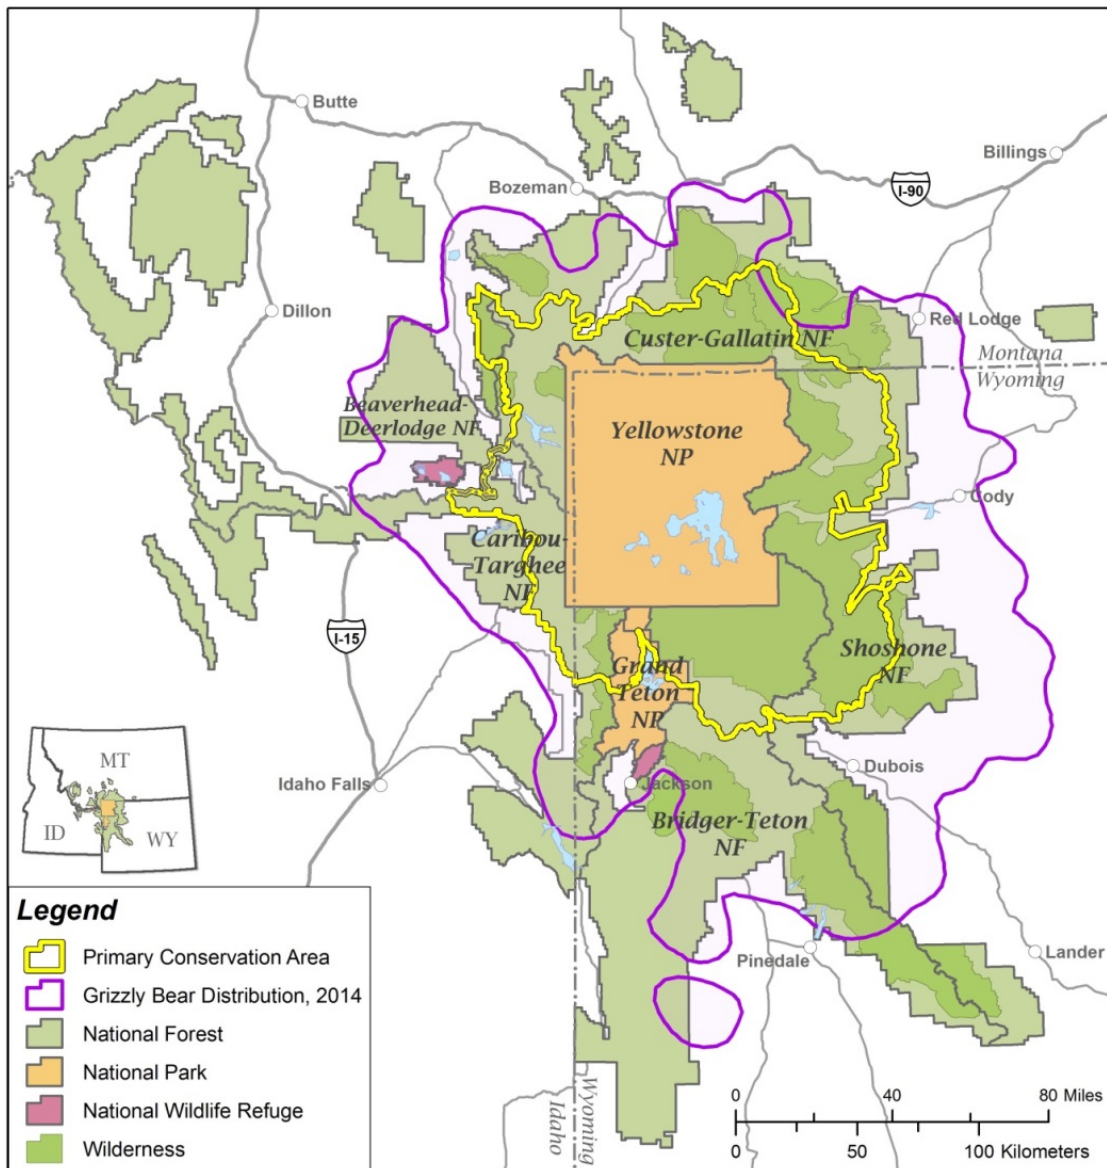 Butte
Billings
Bozeman
I-90
Dillon
Red Lodge
Custer-Gallatin NF
Montana
Wyoming
Beaverhead-
Deerlodge NF
Yellowstone
NP
Cody
Caribou-
Targhee
NF
I-15
Shoshone
NF
Grand
Teton
NP
MT
ID
WY
Idaho Falls
Jackson
Dubois
Bridger-Teton
NF
Pinedale
Lander
Wyoming
Idaho
Legend
Primary Conservation Area
Grizzly Bear Distribution, 2014
National Forest
National Park
National Wildlife Refuge
Wilderness
0 40 80 Miles
0 50 100 Kilometers